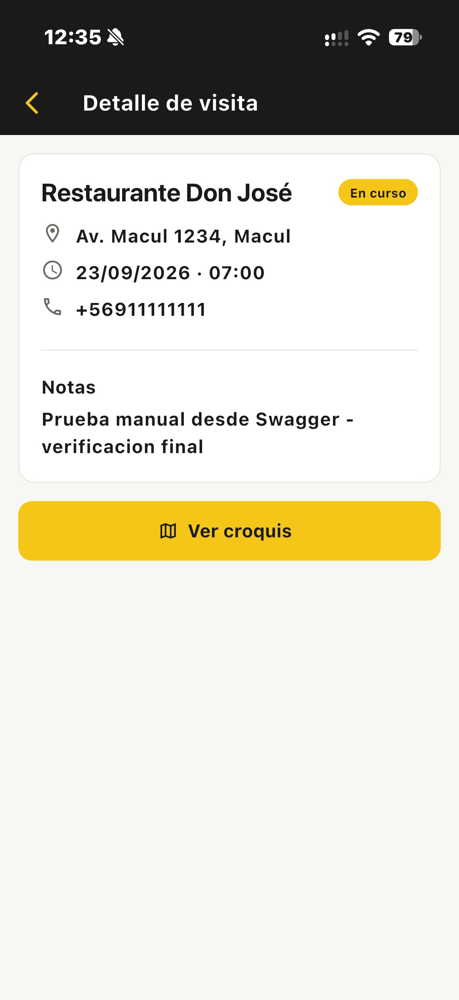 12:35
79
Detalle de visita
Restaurante Don José
En curso
Av. Macul 1234, Macul
23/09/2026 · 07:00
+56911111111
Notas
Prueba manual desde Swagger -
verificacion final
Ver croquis